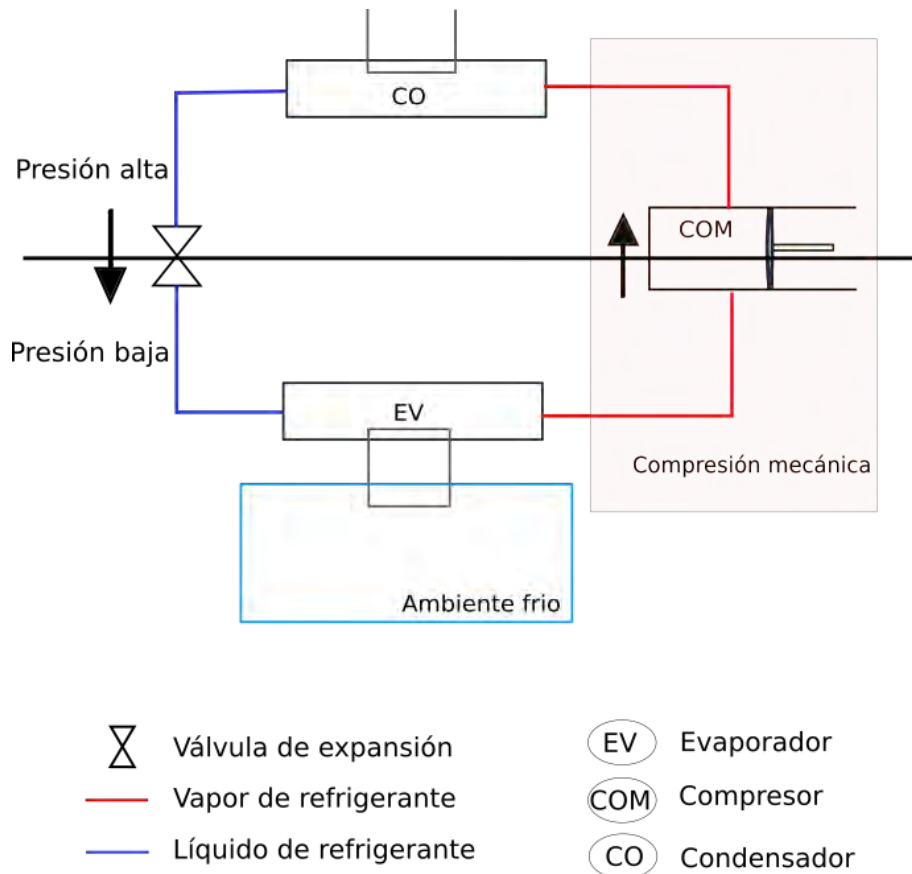 CO
Presión alta
COM
Presión baja
EV
Compresión mecánica
Ambiente frio
Válvula de expansión
EV Evaporador
Vapor de refrigerante
COM Compresor
Líquido de refrigerante
CO Condensador